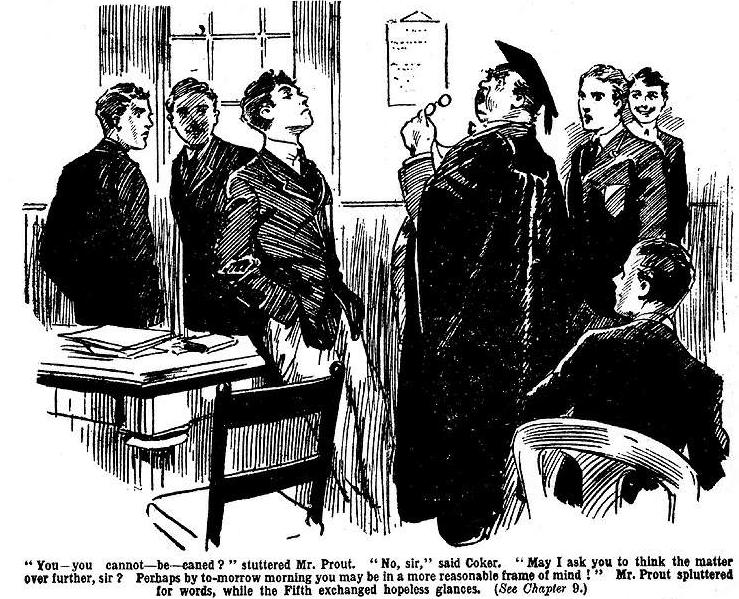 “ You—you cannot—be—caned ? ” stuttered Mr. Prout. “ No, sir,” said Coker. “ May I ask you to think the matter
over further, sir ? Perhaps by to-morrow morning you may be in a more reasonable frame of mind ! ” Mr. Prout spluttered
for words, while the Fifth exchanged hopeless glances. (See Chapter 9.)